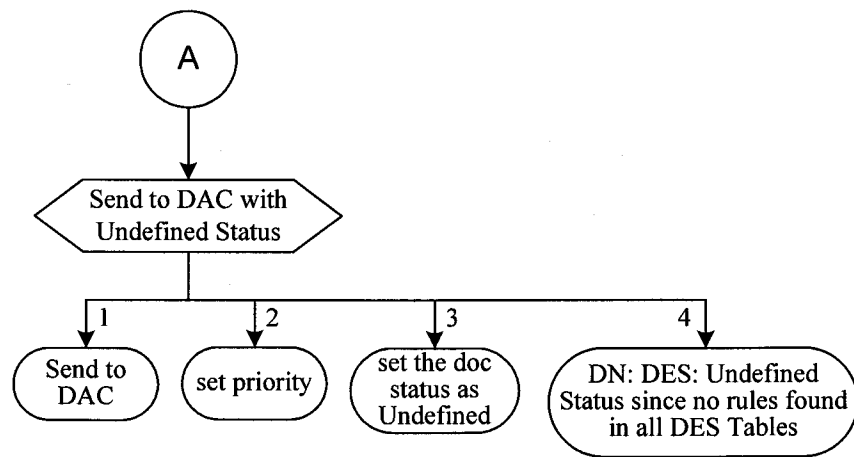 A
Send to DAC with
Undefined Status
1
2
3
4
Send to
DAC
set priority
set the doc
status as
Undefined
DN: DES: Undefined
Status since no rules found
in all DES Tables